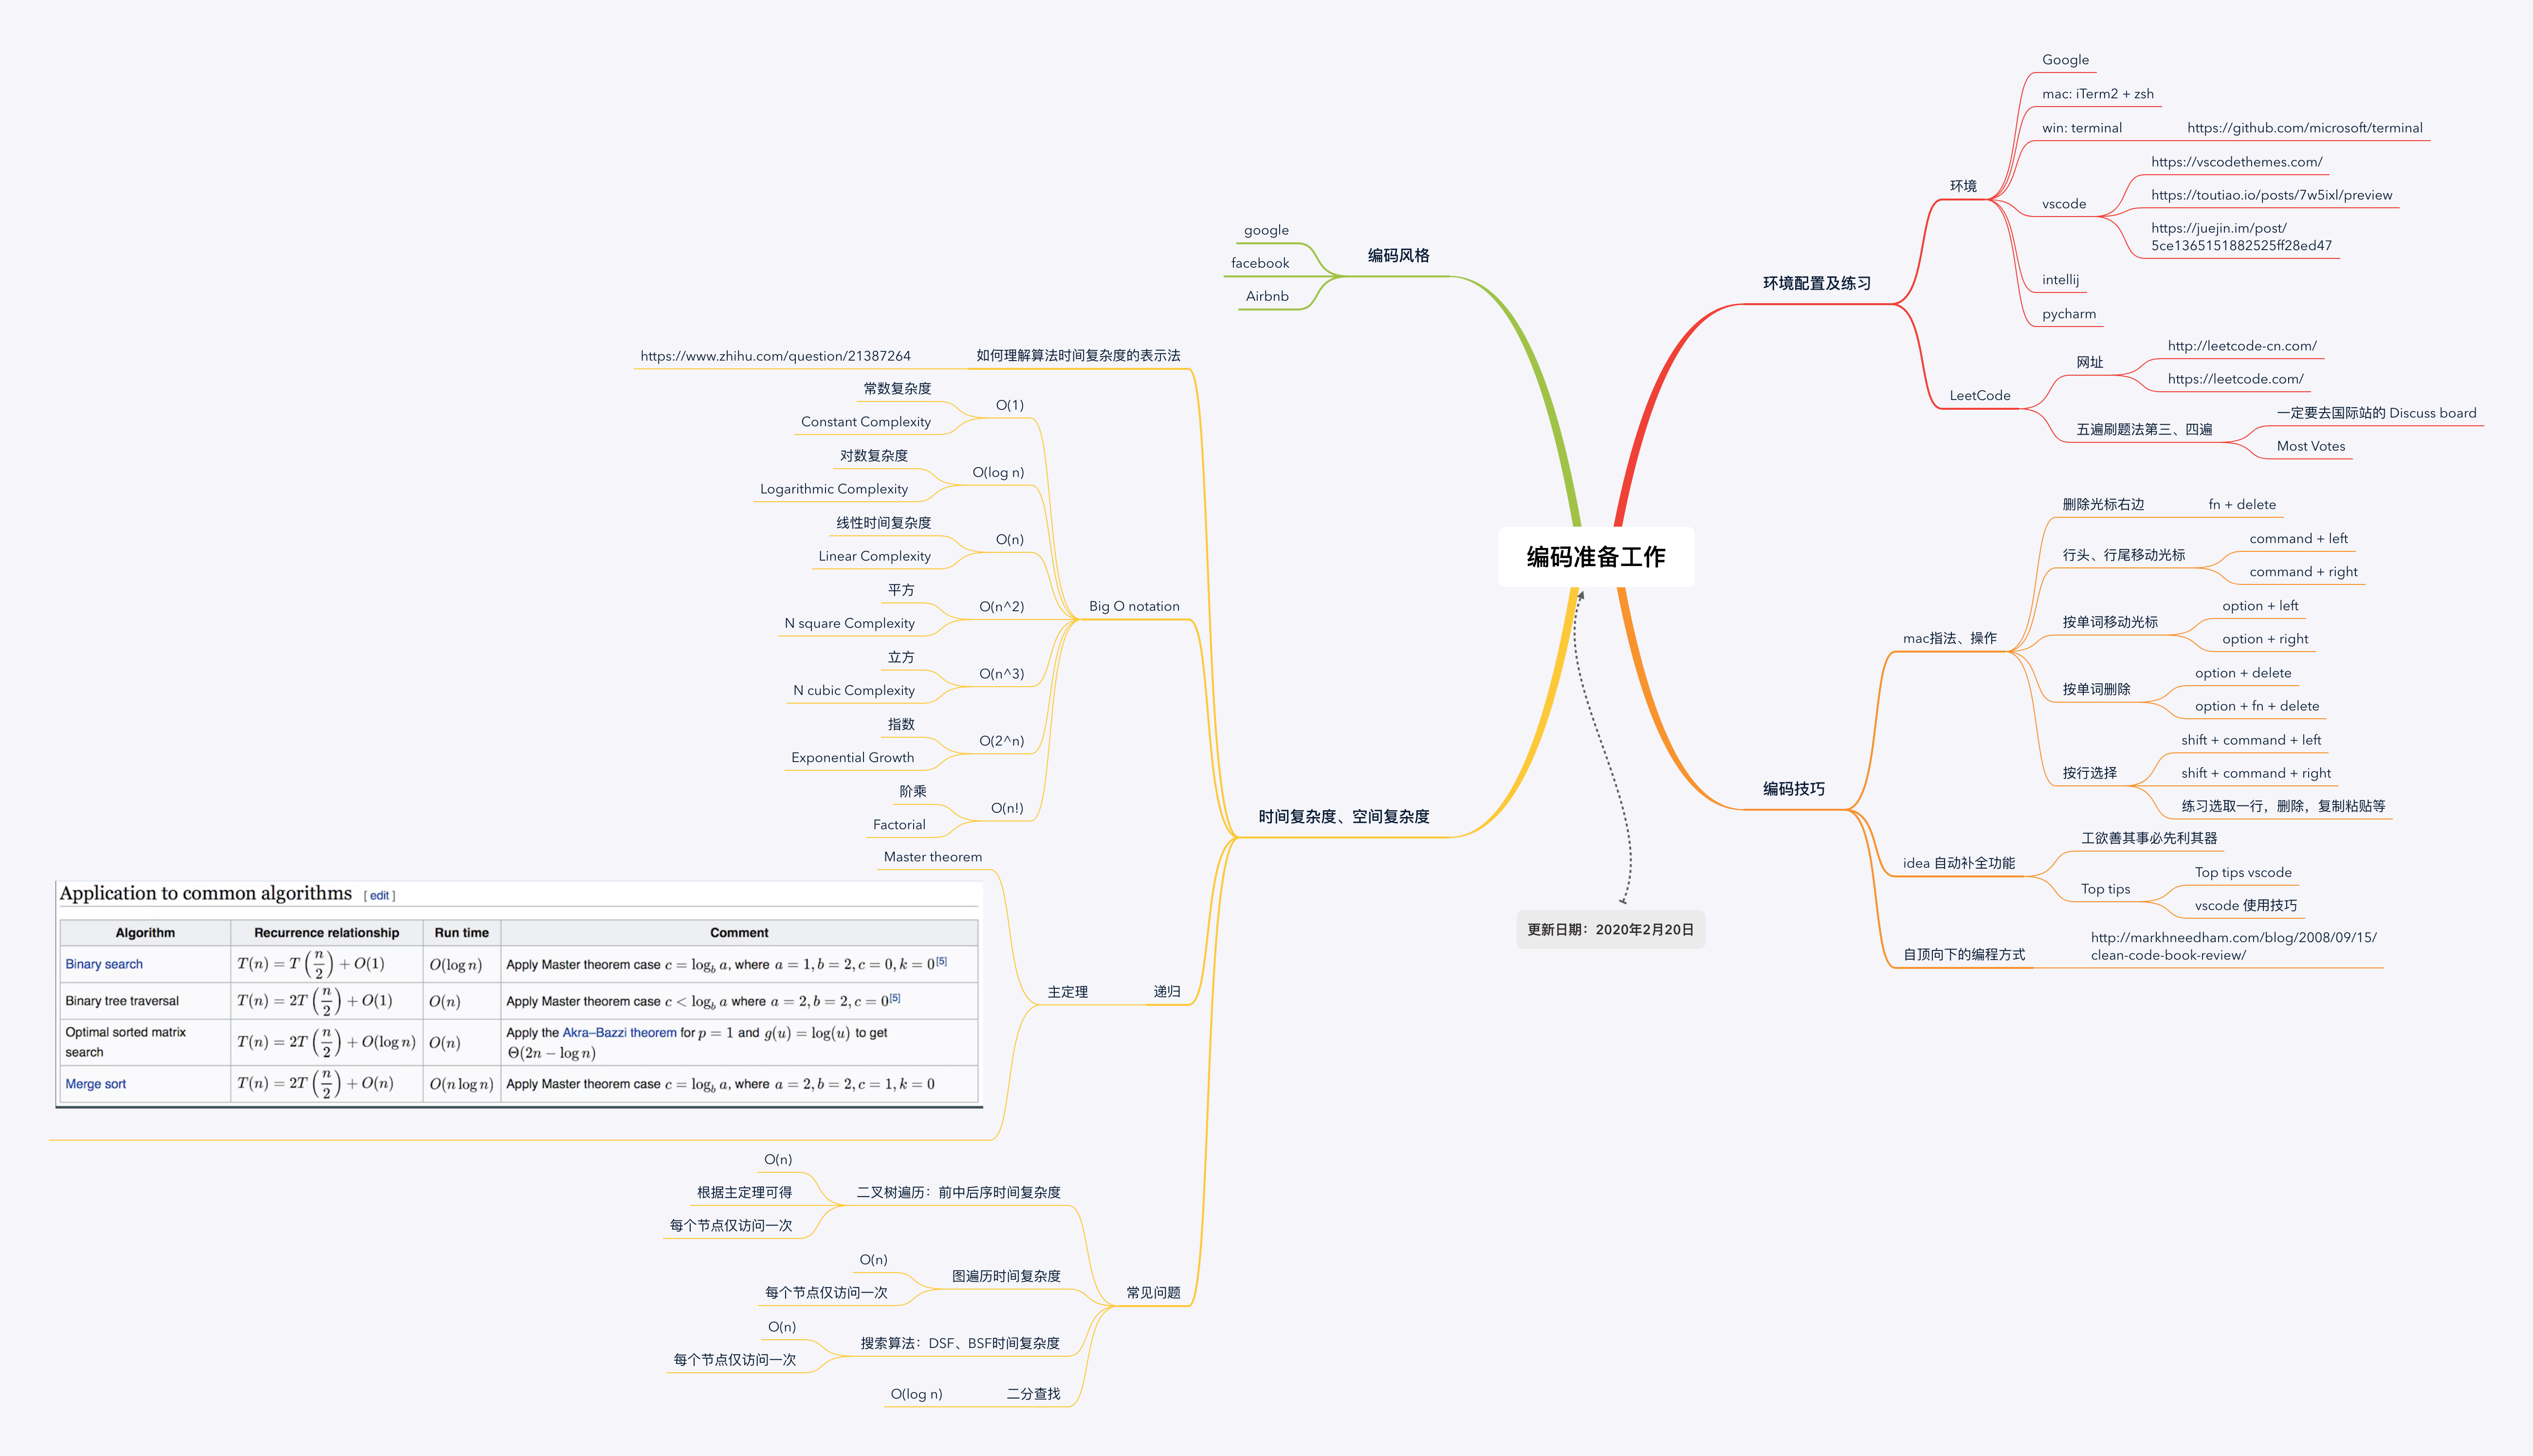 编码准备工作
更新日期：2020年2月20日
环境配置及练习
环境
Google
mac: iTerm2 + zsh
win: terminal
https://github.com/microsoft/terminal
vscode
https://vscodethemes.com/
https://toutiao.io/posts/7w5ixl/preview
https://juejin.im/post/
5ce1365151882525ff28ed47
intellij
pycharm
LeetCode
网址
http://leetcode-cn.com/
https://leetcode.com/
五遍刷题法第三、四遍
一定要去国际站的 Discuss board
Most Votes
编码技巧
mac指法、操作
删除光标右边
fn + delete
行头、行尾移动光标
command + left
command + right
按单词移动光标
option + left
option + right
按单词删除
option + delete
option + fn + delete
按行选择
shift + command + left
shift + command + right
练习选取一行，删除，复制粘贴等
idea 自动补全功能
工欲善其事必先利其器
Top tips
Top tips vscode
vscode 使用技巧
自顶向下的编程方式
http://markhneedham.com/blog/2008/09/15/
clean-code-book-review/
编码风格
google
facebook
Airbnb
时间复杂度、空间复杂度
如何理解算法时间复杂度的表示法
https://www.zhihu.com/question/21387264
Big O notation
O(1)
常数复杂度
Constant Complexity
O(log n)
对数复杂度
Logarithmic Complexity
O(n)
线性时间复杂度
Linear Complexity
O(n^2)
平方
N square Complexity
O(n^3)
立方
N cubic Complexity
O(2^n)
指数
Exponential Growth
O(n!)
阶乘
Factorial
递归
主定理
Master theorem
Application to common algorithms [ edit ]
Algorithm Recurrence relationship Run time Comment
Binary search T(n) = T(n/2) + O(1) O(log n) Apply Master theorem case c = log_b a, where a = 1, b = 2, c = 0, k = 0[5]
Binary tree traversal T(n) = 2T(n/2) + O(1) O(n) Apply Master theorem case c < log_b a where a = 2, b = 2, c = 0[5]
Optimal sorted matrix search T(n) = 2T(n/2) + O(log n) O(n) Apply the Akra–Bazzi theorem for p = 1 and g(u) = log(u) to get Θ(2n − log n)
Merge sort T(n) = 2T(n/2) + O(n) O(n log n) Apply Master theorem case c = log_b a, where a = 2, b = 2, c = 1, k = 0
常见问题
二叉树遍历：前中后序时间复杂度
O(n)
根据主定理可得
每个节点仅访问一次
图遍历时间复杂度
O(n)
每个节点仅访问一次
搜索算法：DSF、BSF时间复杂度
O(n)
每个节点仅访问一次
二分查找
O(log n)